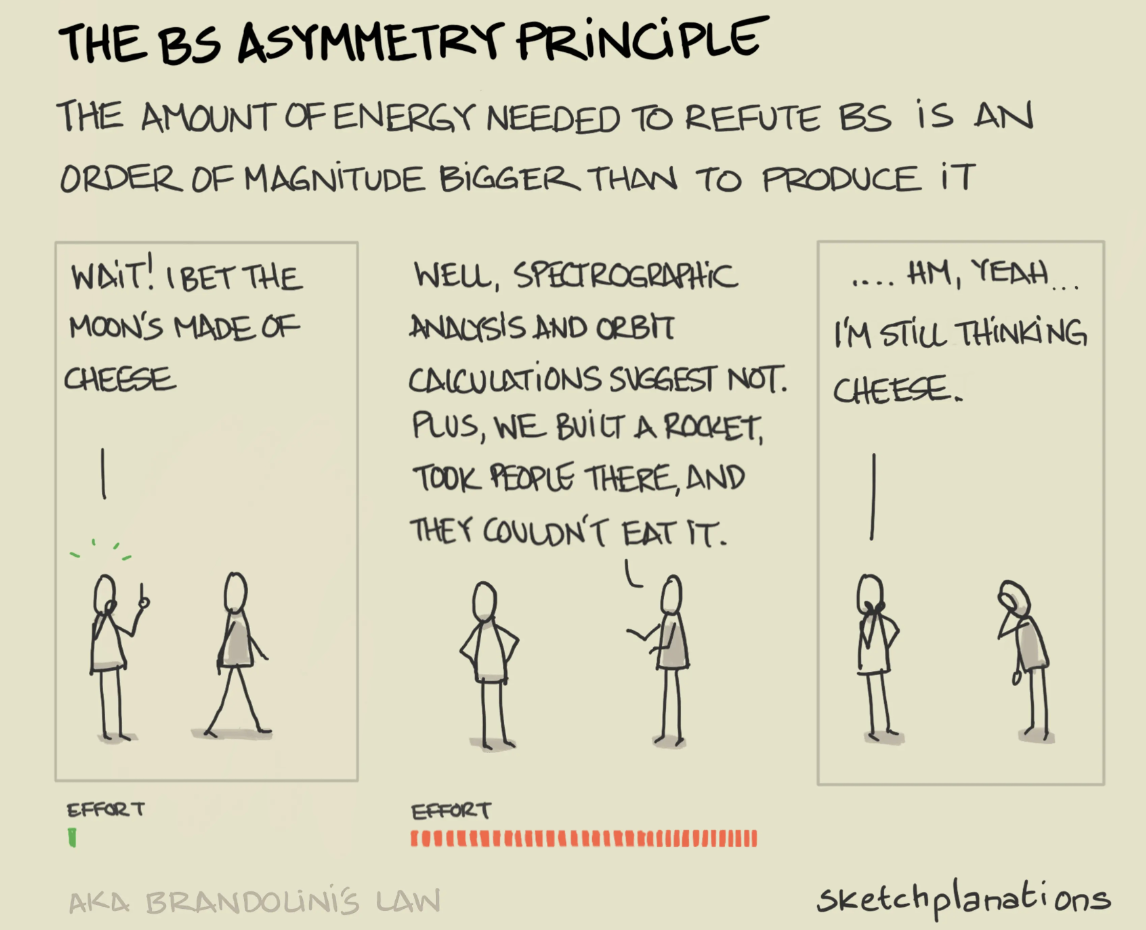 THE BS ASYMMETRY PRINCIPLE
THE AMOUNT OF ENERGY NEEDED TO REFUTE BS IS AN
ORDER OF MAGNITUDE BIGGER THAN TO PRODUCE IT
WAIT! I BET THE
MOON'S MADE OF
CHEESE
WELL, SPECTROGRAPHIC
ANALYSIS AND ORBIT
CALCULATIONS SUGGEST NOT.
PLUS, WE BUILT A ROCKET,
TOOK PEOPLE THERE, AND
THEY COULDN'T EAT IT.
.... HM, YEAH...
I'M STILL THINKING
CHEESE.
EFFORT
EFFORT
AKA BRANDOLINI'S LAW
sketchplanations